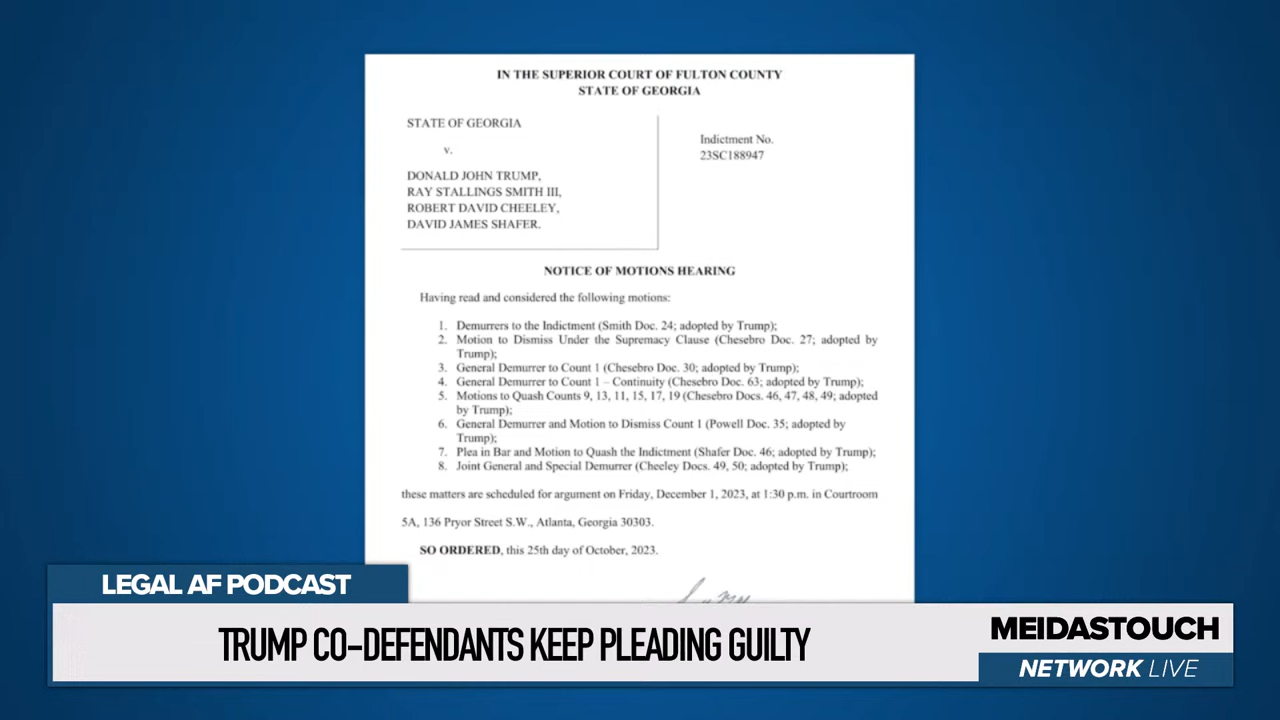 IN THE SUPERIOR COURT OF FULTON COUNTY
STATE OF GEORGIA
STATE OF GEORGIA
v.
DONALD JOHN TRUMP,
RAY STALLINGS SMITH III,
ROBERT DAVID CHEELEY,
DAVID JAMES SHAFER.
Indictment No.
23SC188947
NOTICE OF MOTIONS HEARING
Having read and considered the following motions:
1. Demurrers to the Indictment (Smith Doc. 24; adopted by Trump);
2. Motion to Dismiss Under the Supremacy Clause (Chesebro Doc. 27; adopted by
Trump);
3. General Demurrer to Count 1 (Chesebro Doc. 30; adopted by Trump);
4. General Demurrer to Count 1 – Continuity (Chesebro Doc. 63; adopted by Trump);
5. Motions to Quash Counts 9, 13, 11, 15, 17, 19 (Chesebro Docs. 46, 47, 48, 49; adopted
by Trump);
6. General Demurrer and Motion to Dismiss Count 1 (Powell Doc. 35; adopted by
Trump);
7. Plea in Bar and Motion to Quash the Indictment (Shafer Doc. 46; adopted by Trump);
8. Joint General and Special Demurrer (Cheeley Docs. 49, 50; adopted by Trump);
these matters are scheduled for argument on Friday, December 1, 2023, at 1:30 p.m. in Courtroom
5A, 136 Pryor Street S.W., Atlanta, Georgia 30303.
SO ORDERED, this 25th day of October, 2023.
LEGAL AF PODCAST
TRUMP CO-DEFENDANTS KEEP PLEADING GUILTY
MEIDASTOUCH
NETWORK LIVE